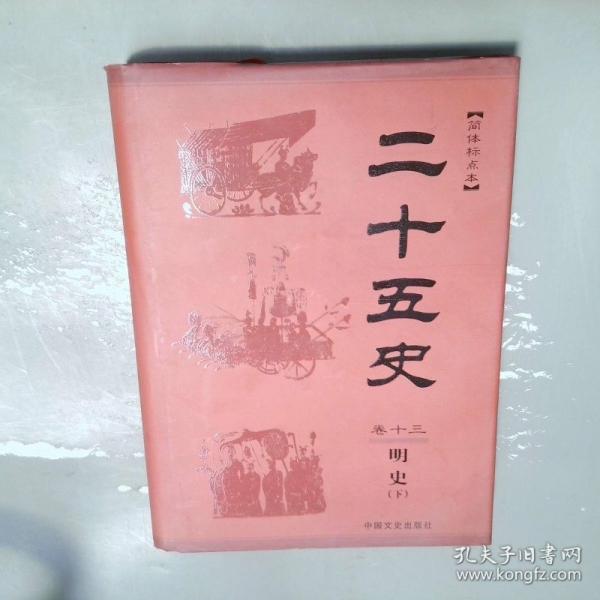 【简体标点本】
二十五史
卷十三
明史
（下）
中国文史出版社
孔夫子旧书网
www.kongfz.com